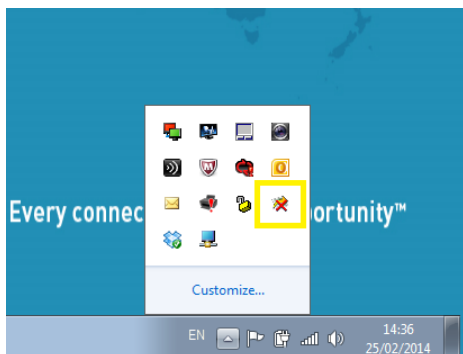 Every connec
ortunity™
Customize...
EN
14:36
25/02/2014